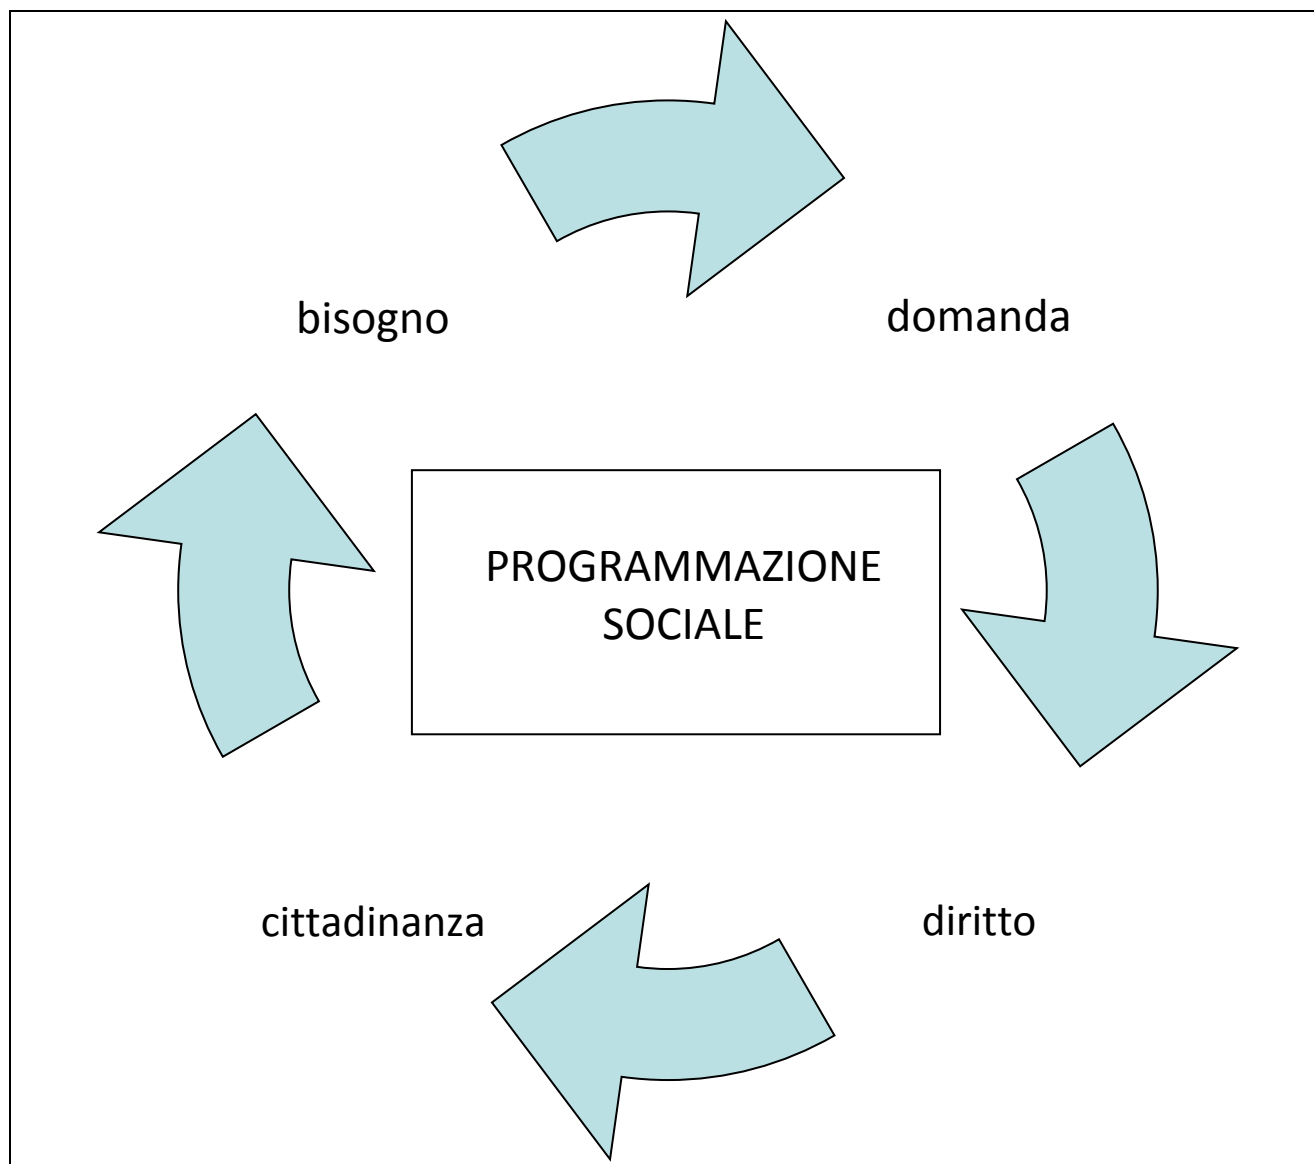 bisogno
domanda
PROGRAMMAZIONE
SOCIALE
cittadinanza
diritto